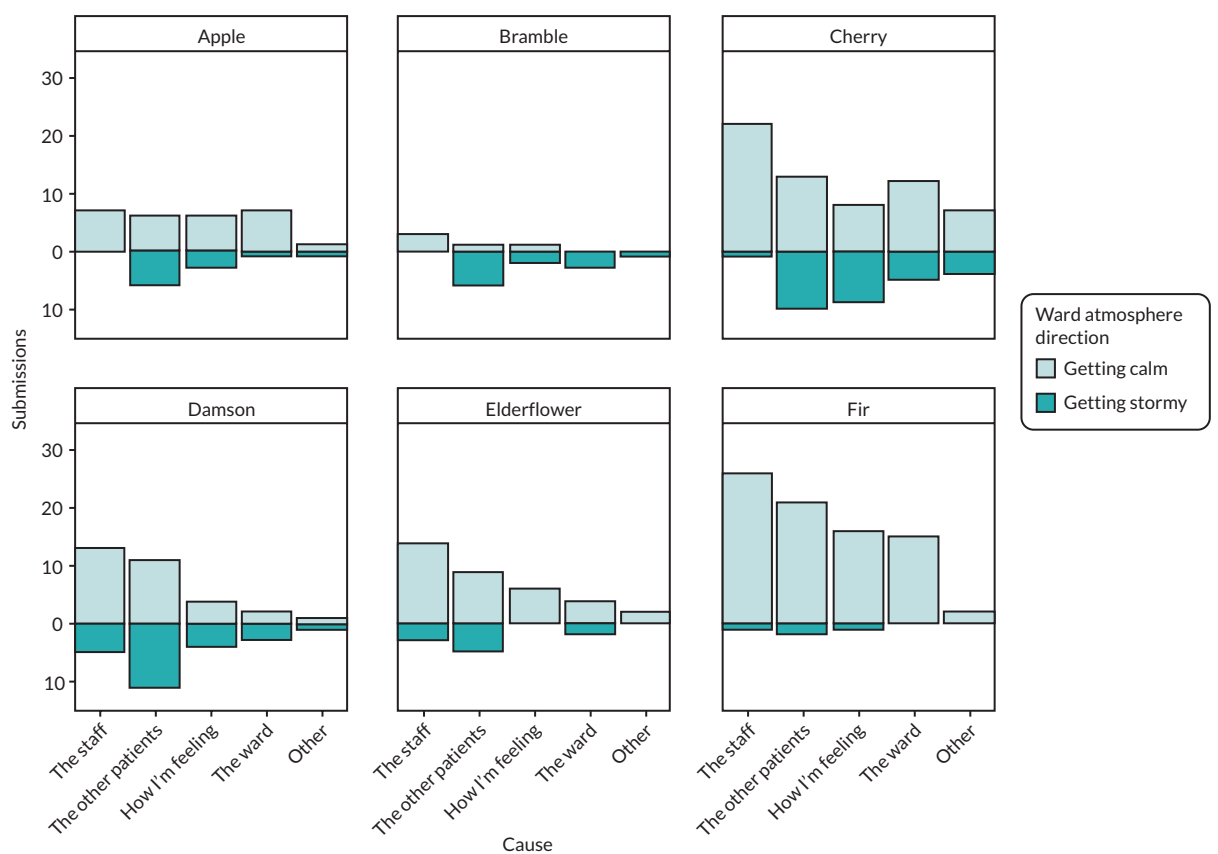 Apple
Bramble
Cherry
30
20
10
0
10
Submissions
Damson
Elderflower
Fir
30
20
10
0
10
The staff
The other patients
How I'm feeling
The ward
Other
The staff
The other patients
How I'm feeling
The ward
Other
The staff
The other patients
How I'm feeling
The ward
Other
Cause
Ward atmosphere
direction
Getting calm
Getting stormy